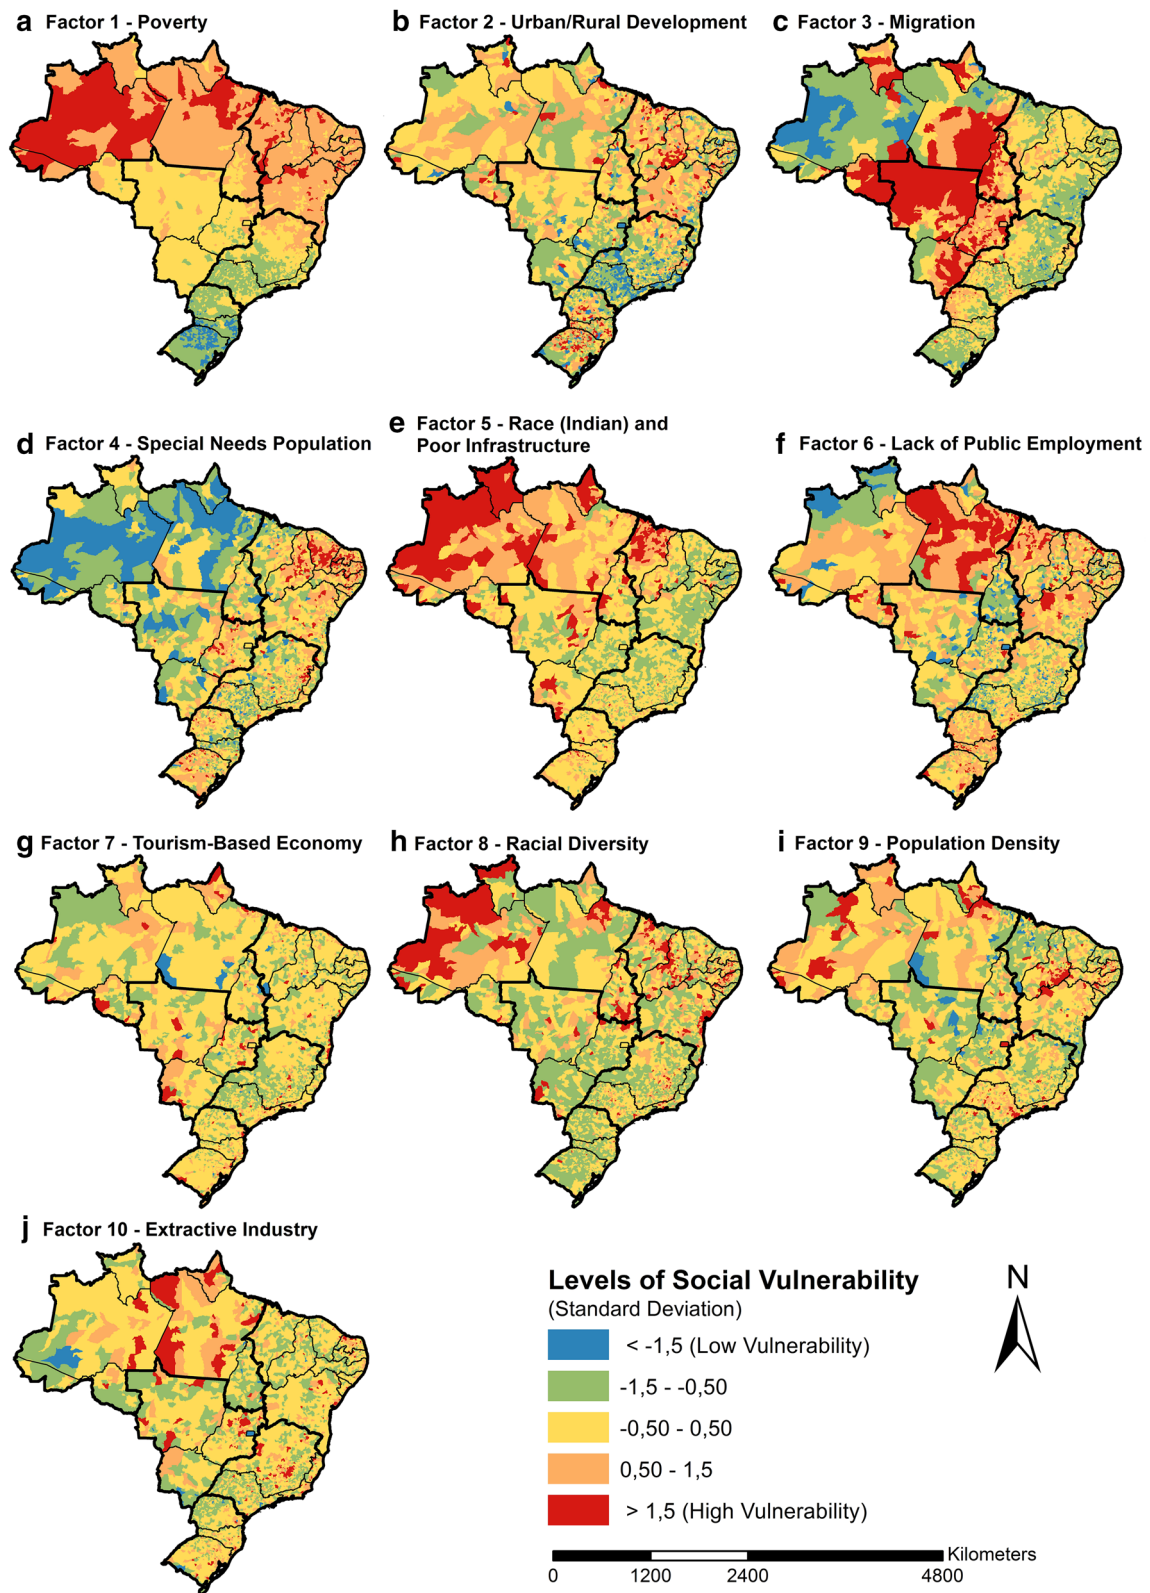 a Factor 1 - Poverty
b Factor 2 - Urban/Rural Development
c Factor 3 - Migration
d Factor 4 - Special Needs Population
e Factor 5 - Race (Indian) and
Poor Infrastructure
f Factor 6 - Lack of Public Employment
g Factor 7 - Tourism-Based Economy
h Factor 8 - Racial Diversity
i Factor 9 - Population Density
j Factor 10 - Extractive Industry
Levels of Social Vulnerability
(Standard Deviation)
< -1,5 (Low Vulnerability)
-1,5 - -0,50
-0,50 - 0,50
0,50 - 1,5
> 1,5 (High Vulnerability)
N
Kilometers
0 1200 2400 4800